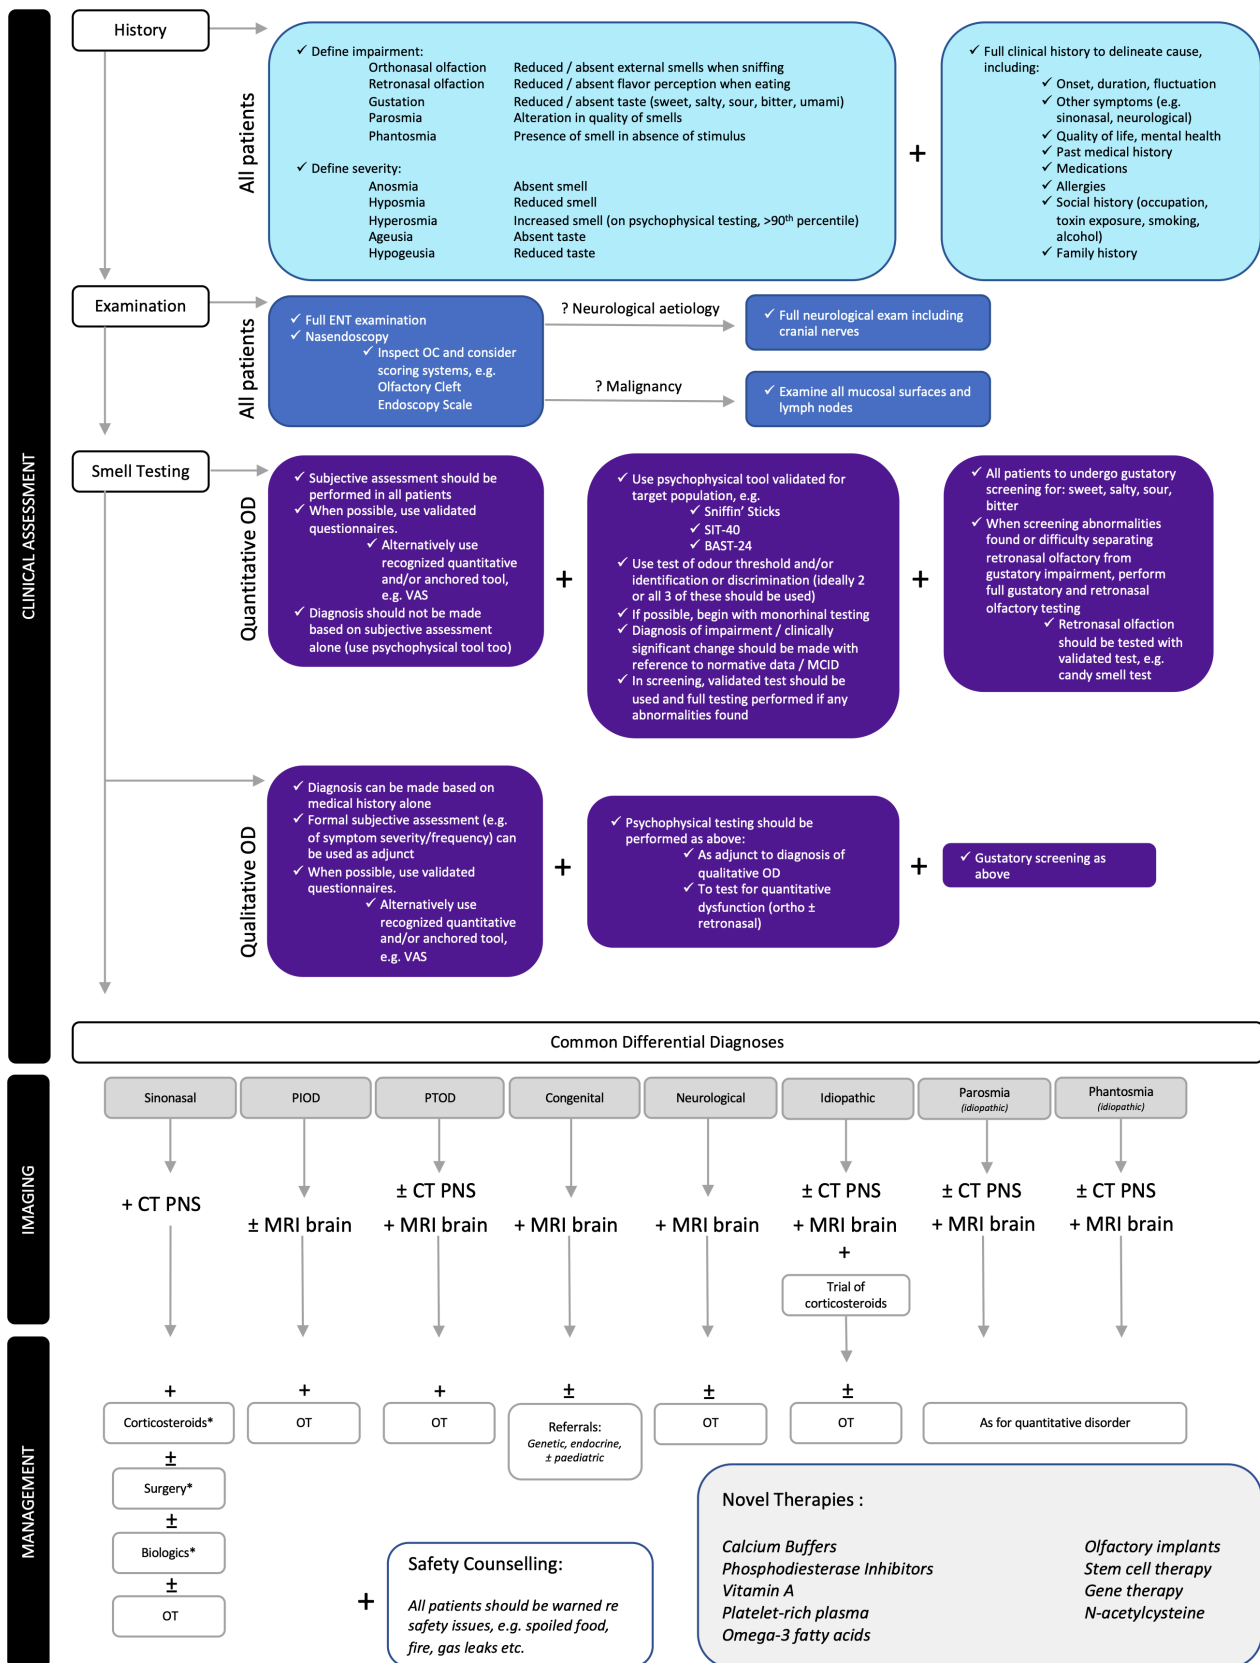 CLINICAL ASSESSMENT
History
All patients
✓ Define impairment:
Orthonasal olfaction Reduced / absent external smells when sniffing
Retronasal olfaction Reduced / absent flavor perception when eating
Gustation Reduced / absent taste (sweet, salty, sour, bitter, umami)
Parosmia Alteration in quality of smells
Phantosmia Presence of smell in absence of stimulus
✓ Define severity:
Anosmia Absent smell
Hyposmia Reduced smell
Hyperosmia Increased smell (on psychophysical testing, >90th percentile)
Ageusia Absent taste
Hypogeusia Reduced taste
+
✓ Full clinical history to delineate cause,
including:
✓ Onset, duration, fluctuation
✓ Other symptoms (e.g.
sinonasal, neurological)
✓ Quality of life, mental health
✓ Past medical history
✓ Medications
✓ Allergies
✓ Social history (occupation,
toxin exposure, smoking,
alcohol)
✓ Family history
Examination
All patients
✓ Full ENT examination
✓ Nasendoscopy
✓ Inspect OC and consider
scoring systems, e.g.
Olfactory Cleft
Endoscopy Scale
? Neurological aetiology
✓ Full neurological exam including
cranial nerves
? Malignancy
✓ Examine all mucosal surfaces and
lymph nodes
Smell Testing
Quantitative OD
✓ Subjective assessment should be
performed in all patients
✓ When possible, use validated
questionnaires.
✓ Alternatively use
recognized quantitative
and/or anchored tool,
e.g. VAS
✓ Diagnosis should not be made
based on subjective assessment
alone (use psychophysical tool too)
+
✓ Use psychophysical tool validated for
target population, e.g.
✓ Sniffin’ Sticks
✓ SIT-40
✓ BAST-24
✓ Use test of odour threshold and/or
identification or discrimination (ideally 2
or all 3 of these should be used)
✓ If possible, begin with monorhinal testing
✓ Diagnosis of impairment / clinically
significant change should be made with
reference to normative data / MCID
✓ In screening, validated test should be
used and full testing performed if any
abnormalities found
+
✓ All patients to undergo gustatory
screening for: sweet, salty, sour,
bitter
✓ When screening abnormalities
found or difficulty separating
retronasal olfactory from
gustatory impairment, perform
full gustatory and retronasal
olfactory testing
✓ Retronasal olfaction
should be tested with
validated test, e.g.
candy smell test
Qualitative OD
✓ Diagnosis can be made based on
medical history alone
✓ Formal subjective assessment (e.g.
of symptom severity/frequency) can
be used as adjunct
✓ When possible, use validated
questionnaires.
✓ Alternatively use
recognized quantitative
and/or anchored tool,
e.g. VAS
+
✓ Psychophysical testing should be
performed as above:
✓ As adjunct to diagnosis of
qualitative OD
✓ To test for quantitative
dysfunction (ortho ±
retronasal)
+
✓ Gustatory screening as
above
Common Differential Diagnoses
IMAGING
Sinonasal PIOD PTOD Congenital Neurological Idiopathic Parosmia Phantosmia
(idiopathic) (idiopathic)
+ CT PNS ± CT PNS ± CT PNS ± CT PNS ± CT PNS
± MRI brain + MRI brain + MRI brain + MRI brain + MRI brain + MRI brain + MRI brain
+
Trial of
corticosteroids
MANAGEMENT
+ + + ± ± ±
Corticosteroids* OT OT Referrals: OT OT As for quantitative disorder
Genetic, endocrine,
± paediatric
±
Surgery*
±
Biologics*
±
OT
+
Safety Counselling:
All patients should be warned re
safety issues, e.g. spoiled food,
fire, gas leaks etc.
Novel Therapies :
Calcium Buffers Olfactory implants
Phosphodiesterase Inhibitors Stem cell therapy
Vitamin A Gene therapy
Platelet-rich plasma N-acetylcysteine
Omega-3 fatty acids